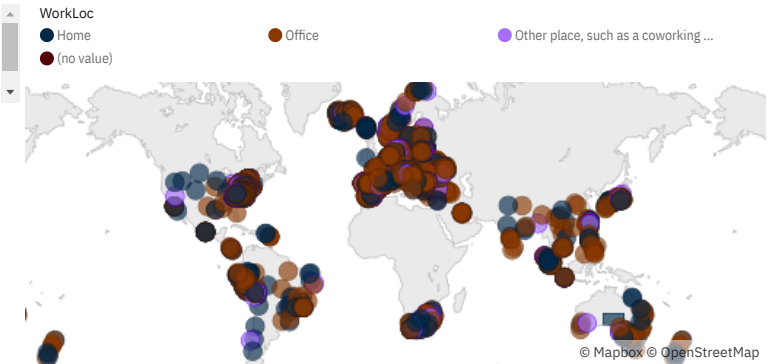 WorkLoc
Home
Office
Other place, such as a coworking ...
(no value)
© Mapbox © OpenStreetMap